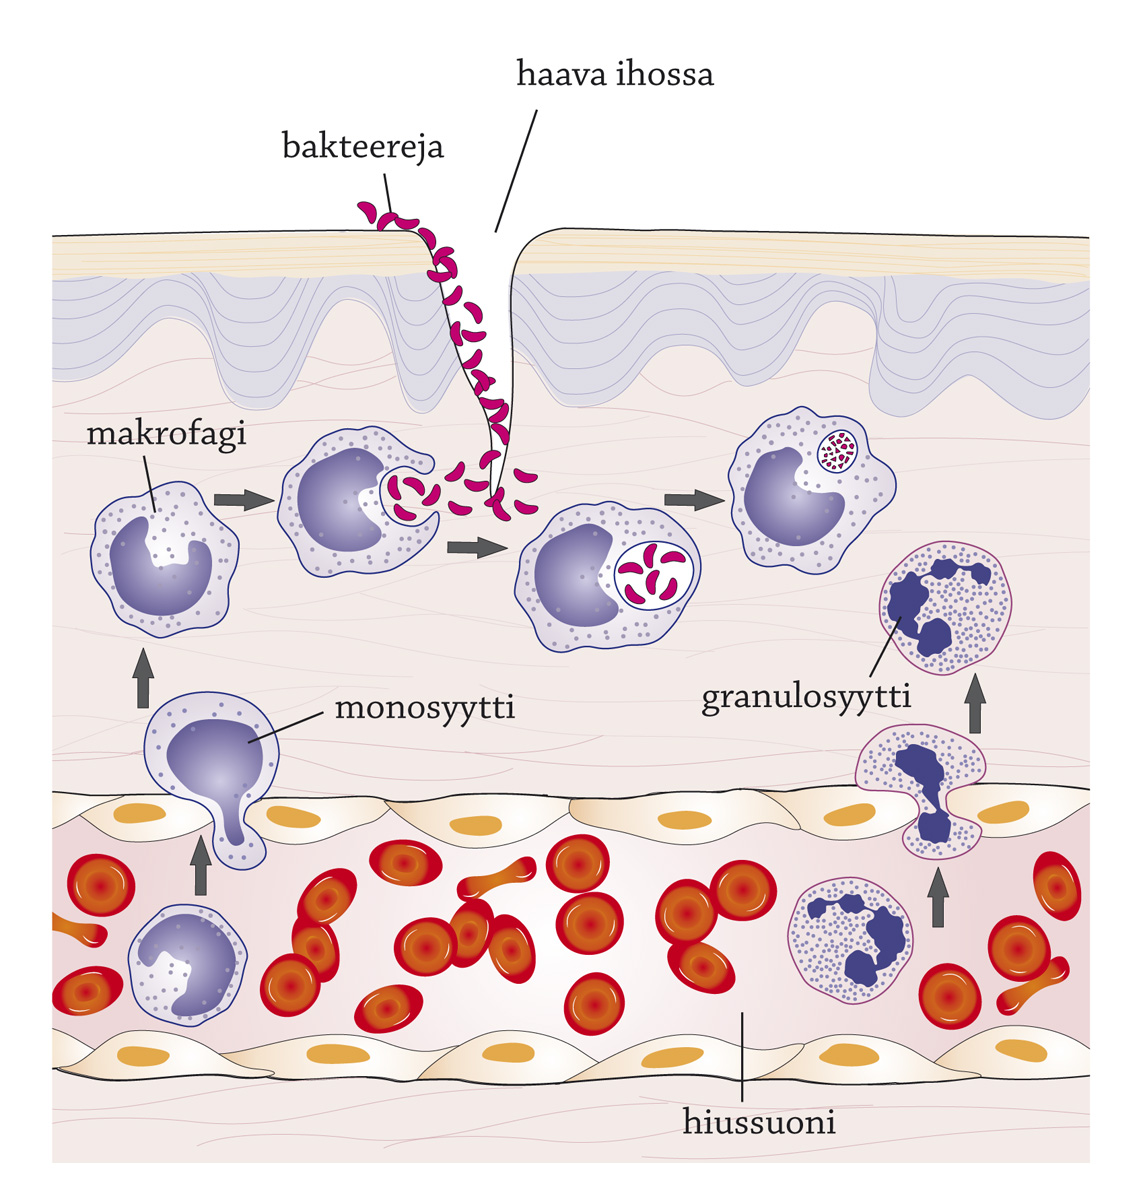 haava ihossa
bakteereja
makrofagi
granulosyytti
monosyytti
hiussuoni